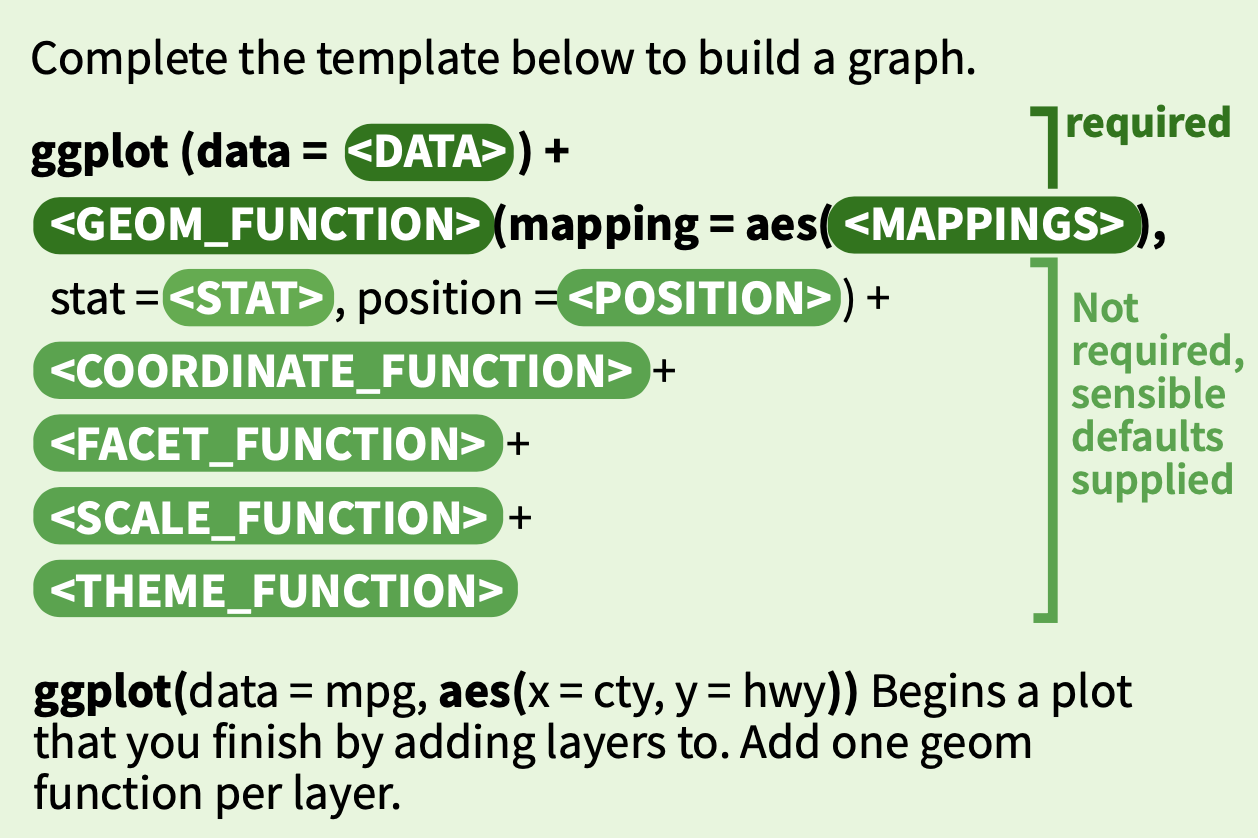 Complete the template below to build a graph.
required
ggplot (data = <DATA>) +
<GEOM_FUNCTION>(mapping = aes(<MAPPINGS>),
stat = <STAT>, position = <POSITION>) +
<COORDINATE_FUNCTION> +
<FACET_FUNCTION> +
<SCALE_FUNCTION> +
<THEME_FUNCTION>
Not
required,
sensible
defaults
supplied
ggplot(data = mpg, aes(x = cty, y = hwy)) Begins a plot
that you finish by adding layers to. Add one geom
function per layer.